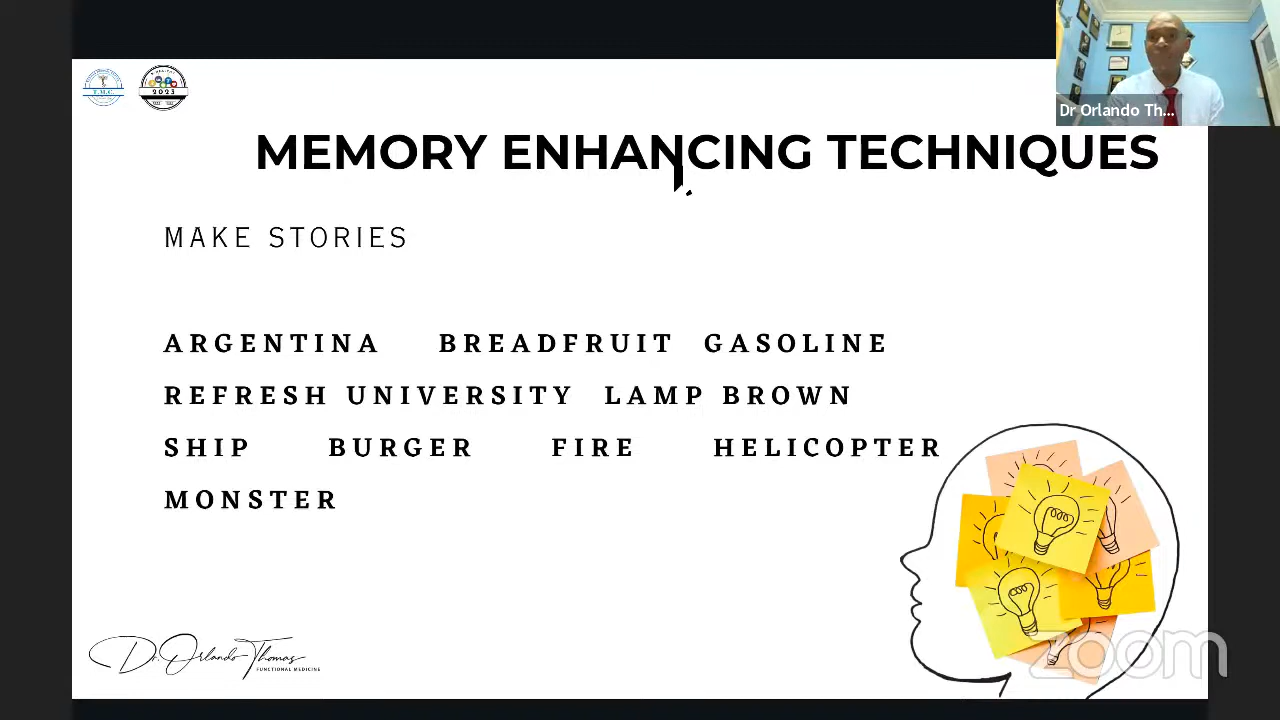 T.M.C.
2023
Dr Orlando Th...
MEMORY ENHANCING TECHNIQUES
MAKE STORIES
ARGENTINA BREADFRUIT GASOLINE
REFRESH UNIVERSITY LAMP BROWN
SHIP BURGER FIRE HELICOPTER
MONSTER
Dr. Orlando Thomas
FUNCTIONAL MEDICINE
zoom